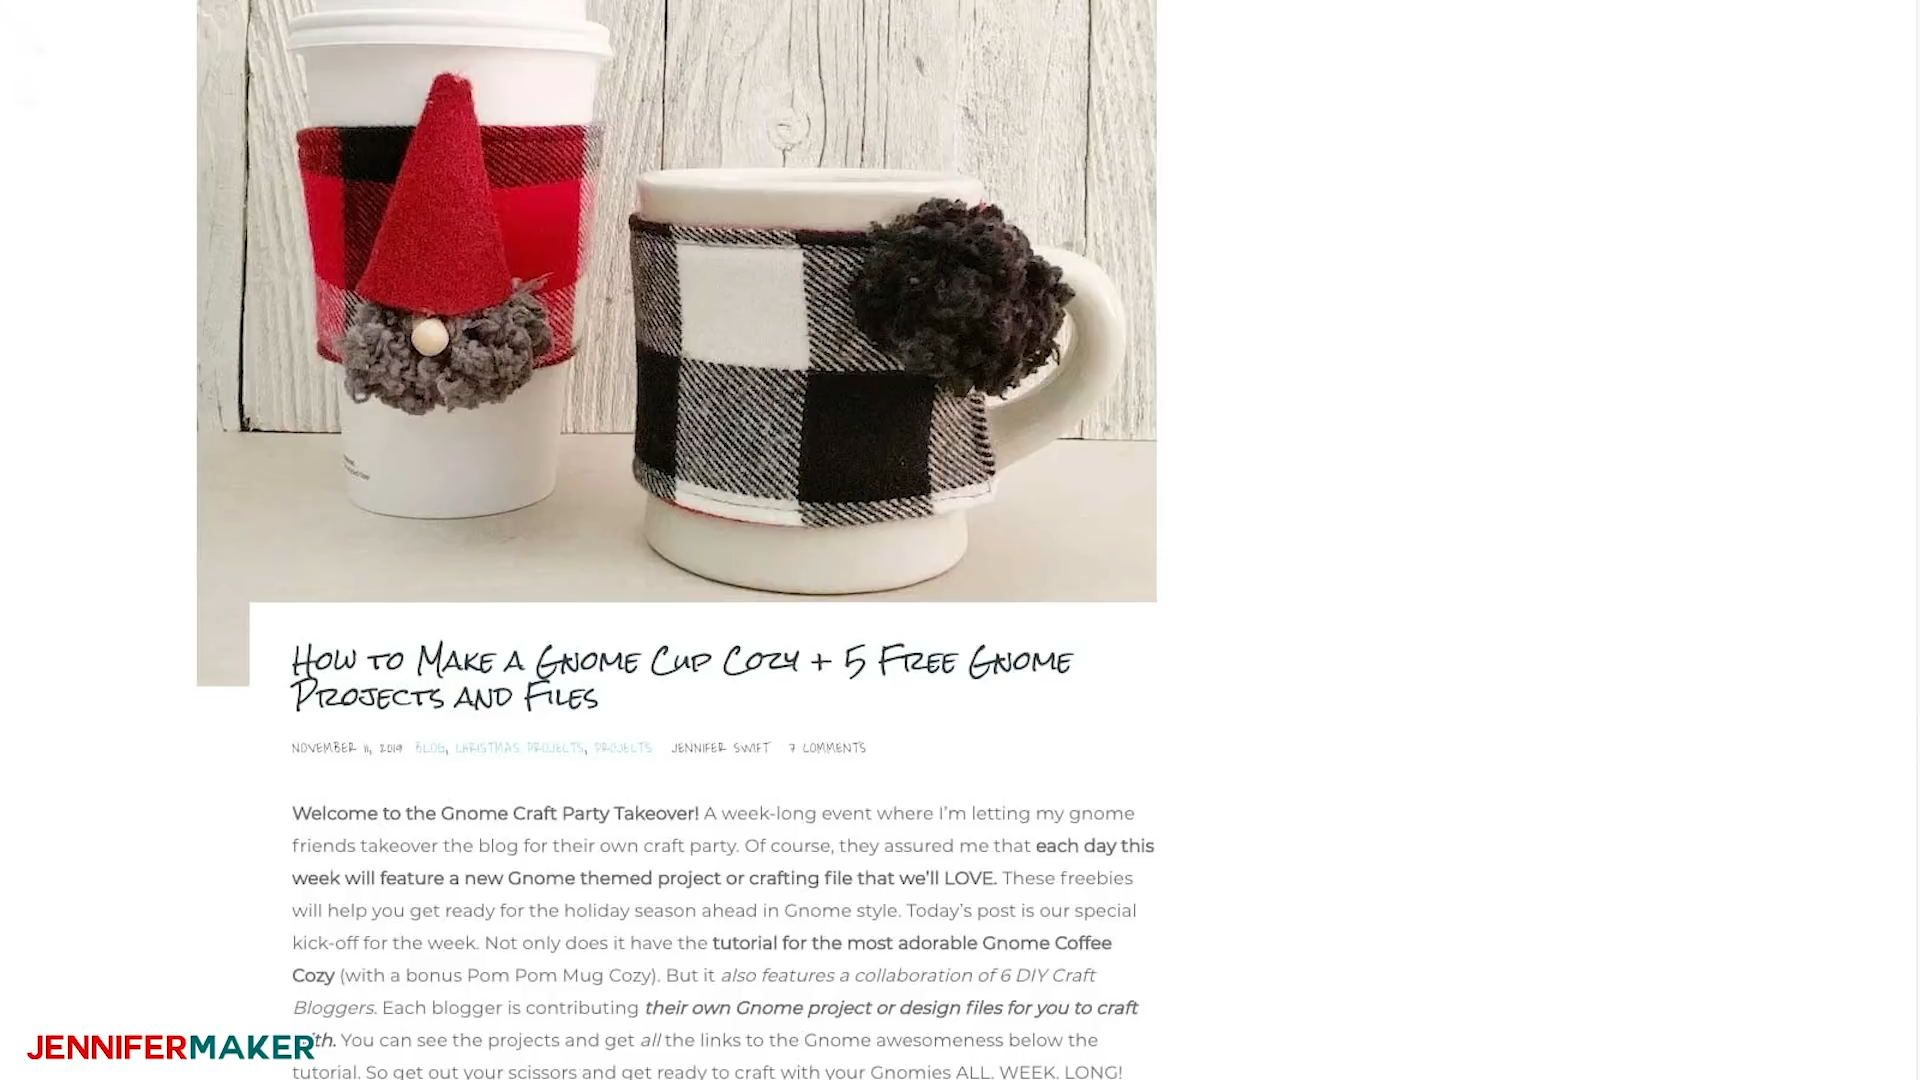 How to Make a Gnome Cup Cozy + 5 Free Gnome
Projects and Files
NOVEMBER 11, 2019 BLOG, CHRISTMAS PROJECTS, PROJECTS JENNIFER SWIFT 7 COMMENTS
Welcome to the Gnome Craft Party Takeover! A week-long event where I'm letting my gnome
friends takeover the blog for their own craft party. Of course, they assured me that each day this
week will feature a new Gnome themed project or crafting file that we'll LOVE. These freebies
will help you get ready for the holiday season ahead in Gnome style. Today's post is our special
kick-off for the week. Not only does it have the tutorial for the most adorable Gnome Coffee
Cozy (with a bonus Pom Pom Mug Cozy). But it also features a collaboration of 6 DIY Craft
Bloggers. Each blogger is contributing their own Gnome project or design files for you to craft
You can see the projects and get all the links to the Gnome awesomeness below the
tutorial. So get out your scissors and get ready to craft with your Gnomies ALL. WEEK. LONG!
JENNIFERMAKER